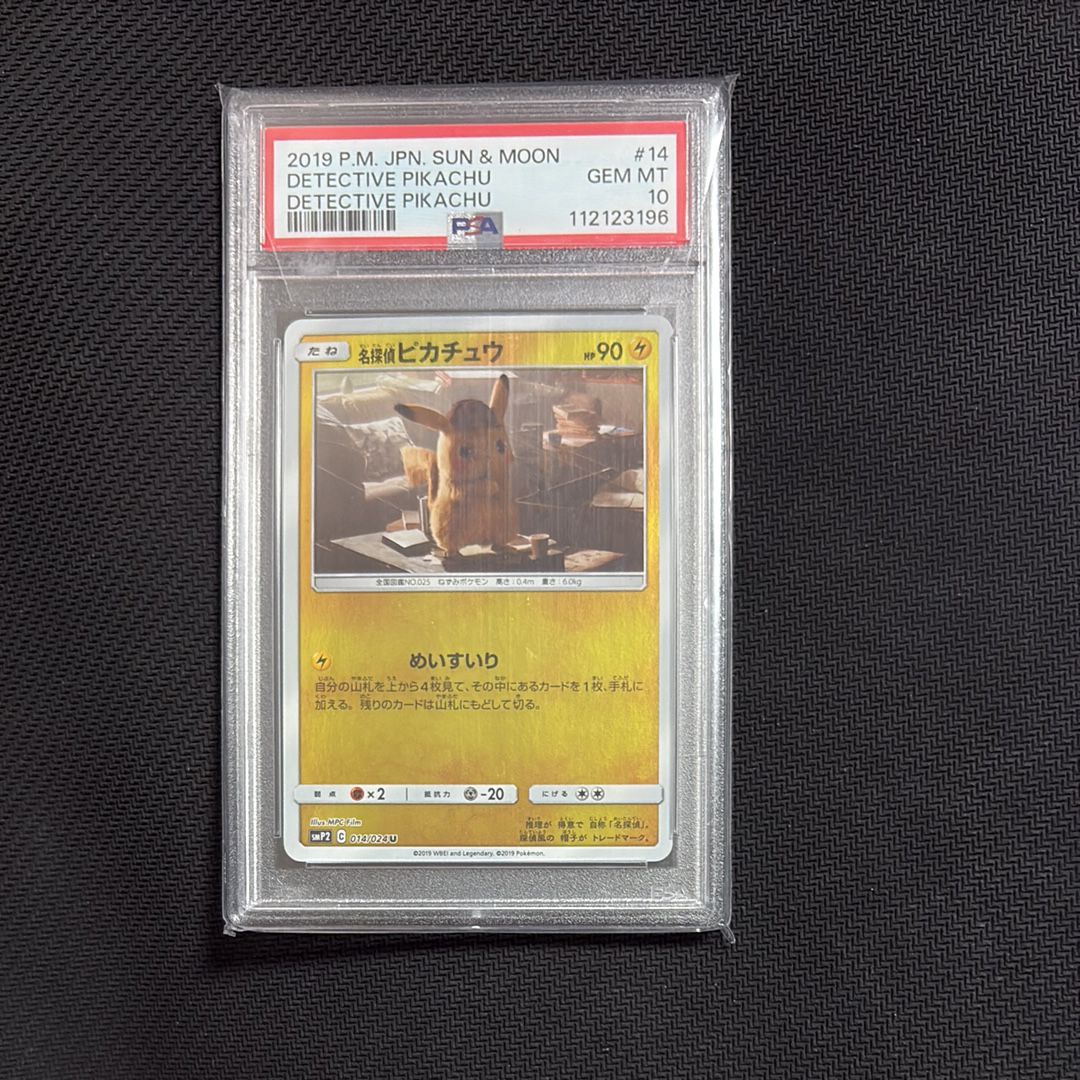 2019 P.M. JPN. SUN & MOON #14
DETECTIVE PIKACHU GEM MT
DETECTIVE PIKACHU 10
PSA 112123196
たね 名探偵ピカチュウ HP 90
全国図鑑NO.025 ねずみポケモン 高さ:0.4m 重さ:6.0kg
めいすいり
自分の山札を上から4枚見て、その中にあるカードを1枚、手札に
加える。残りのカードは山札にもどして切る。
弱点 ×2 抵抗力 -20 にげる
Illus. MPC Film
推理が 得意で 自称「名探偵」。
探偵風の 帽子が トレードマーク。
smP2 C 014/024 U
©2019 WBEI and Legendary. ©2019 Pokémon.